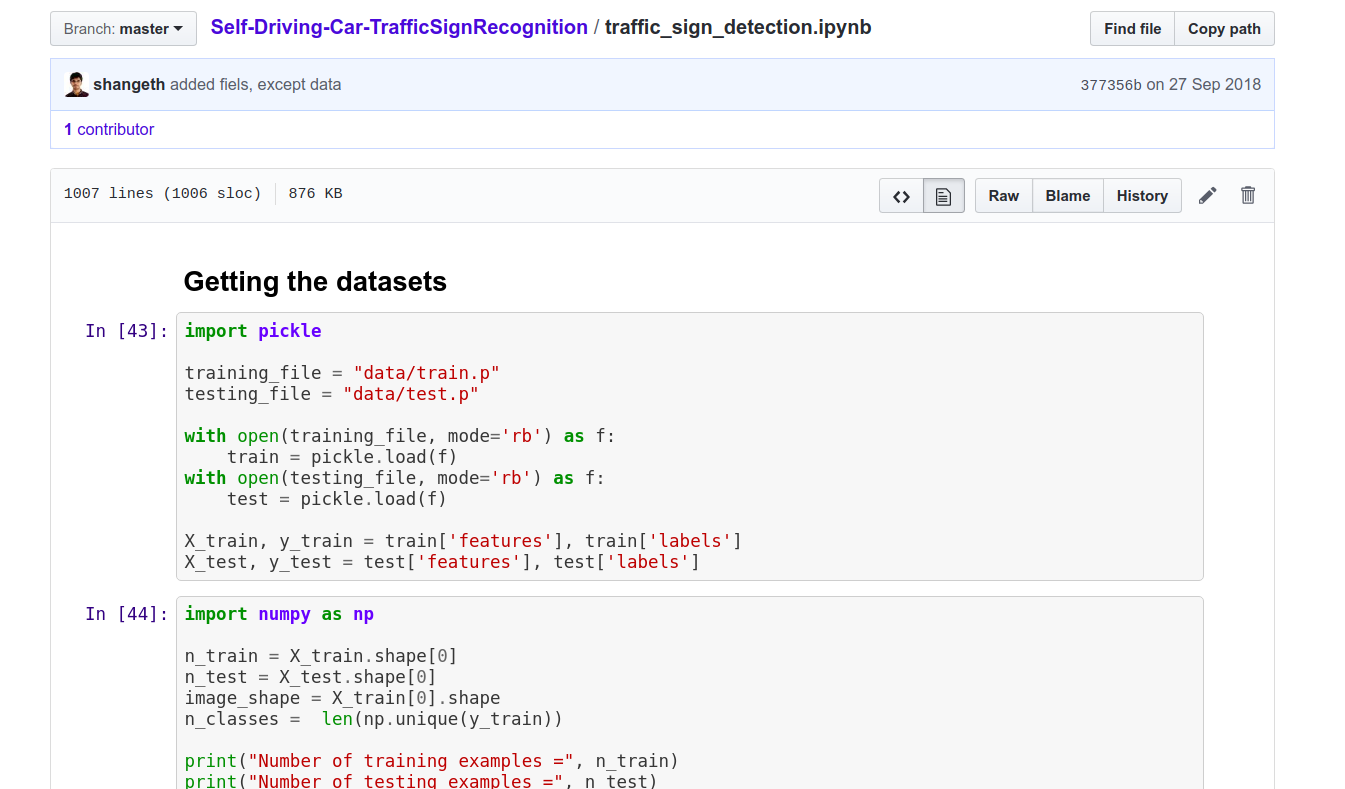 Branch: master
Self-Driving-Car-TrafficSignRecognition / traffic_sign_detection.ipynb
Find file
Copy path
shangeth added fiels, except data
377356b on 27 Sep 2018
1 contributor
1007 lines (1006 sloc)
876 KB
<>
Raw
Blame
History
Getting the datasets
In [43]:
import pickle
training_file = "data/train.p"
testing_file = "data/test.p"
with open(training_file, mode='rb') as f:
    train = pickle.load(f)
with open(testing_file, mode='rb') as f:
    test = pickle.load(f)
X_train, y_train = train['features'], train['labels']
X_test, y_test = test['features'], test['labels']
In [44]:
import numpy as np
n_train = X_train.shape[0]
n_test = X_test.shape[0]
image_shape = X_train[0].shape
n_classes =  len(np.unique(y_train))
print("Number of training examples =", n_train)
print("Number of testing examples =", n_test)